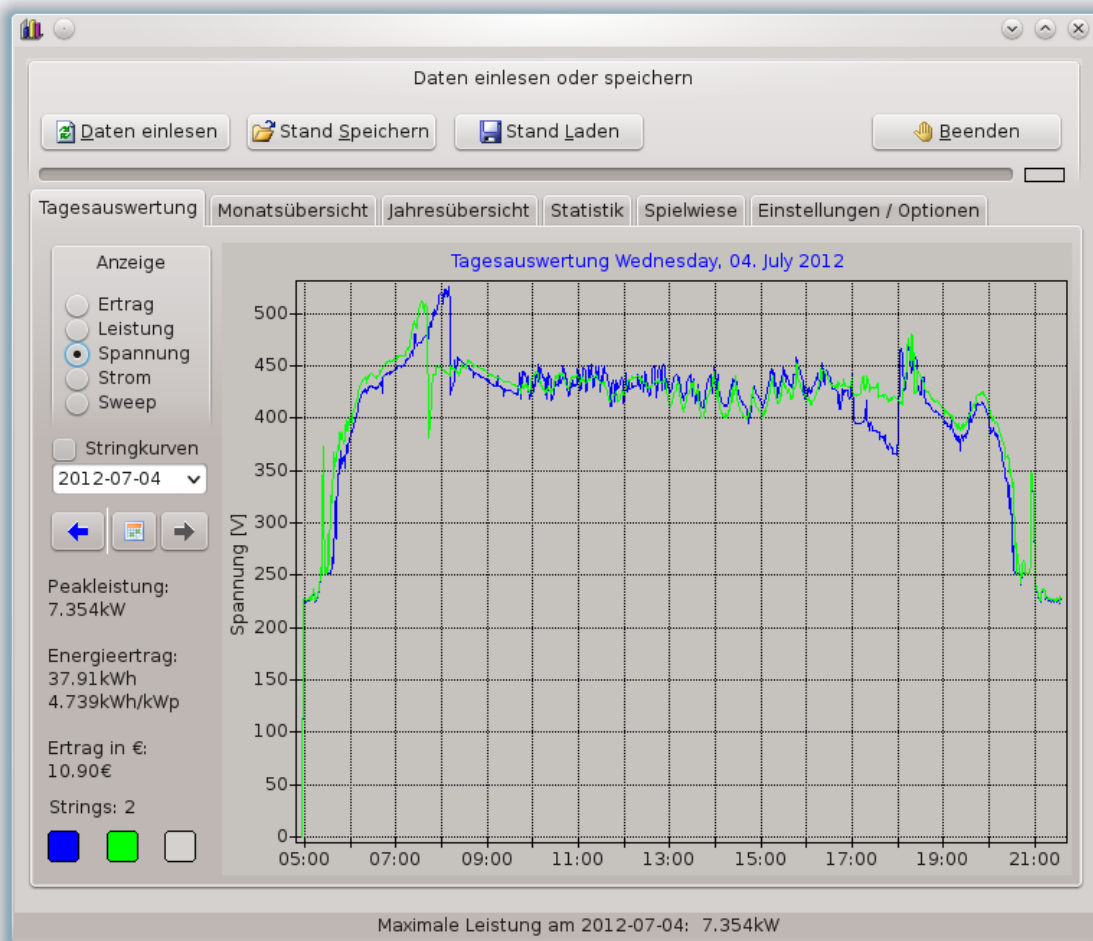 Daten einlesen oder speichern
Daten einlesen
Stand Speichern
Stand Laden
Beenden
Tagesauswertung
Monatsübersicht
Jahresübersicht
Statistik
Spielwiese
Einstellungen / Optionen
Anzeige
Ertrag
Leistung
Spannung
Strom
Sweep
Stringkurven
2012-07-04
Peakleistung:
7.354kW
Energieertrag:
37.91kWh
4.739kWh/kWp
Ertrag in €:
10.90€
Strings: 2
Tagesauswertung Wednesday, 04. July 2012
Spannung [V]
500
450
400
350
300
250
200
150
100
50
0
05:00
07:00
09:00
11:00
13:00
15:00
17:00
19:00
21:00
Maximale Leistung am 2012-07-04: 7.354kW